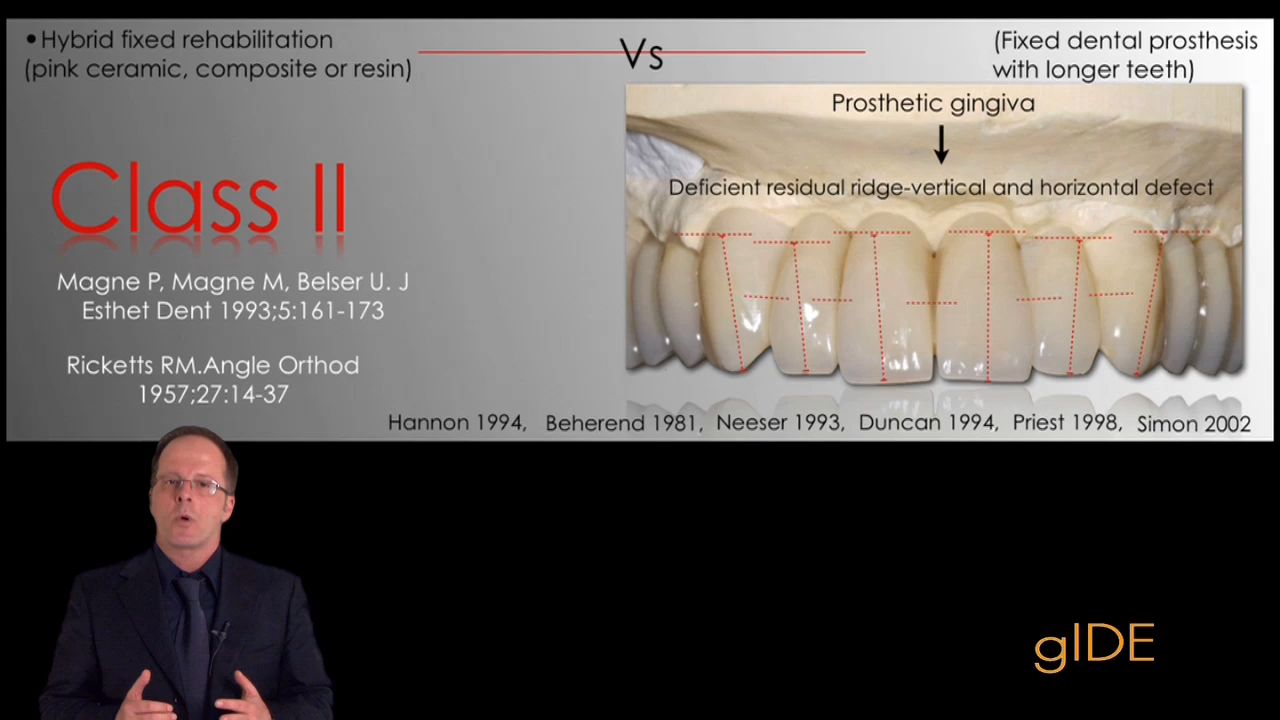 •Hybrid fixed rehabilitation
(pink ceramic, composite or resin)
Vs
(Fixed dental prosthesis
with longer teeth)
Prosthetic gingiva
Deficient residual ridge-vertical and horizontal defect
Class II
Magne P, Magne M, Belser U. J
Esthet Dent 1993;5:161-173
Ricketts RM.Angle Orthod
1957;27:14-37
Hannon 1994, Beherend 1981, Neeser 1993, Duncan 1994, Priest 1998, Simon 2002
gIDE